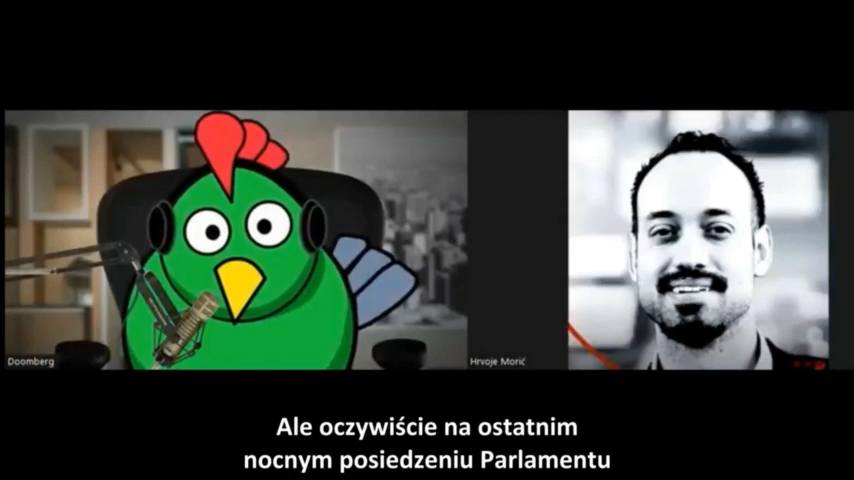 Doomberg
Hrvoje Morić
Ale oczywiście na ostatnim
nocnym posiedzeniu Parlamentu